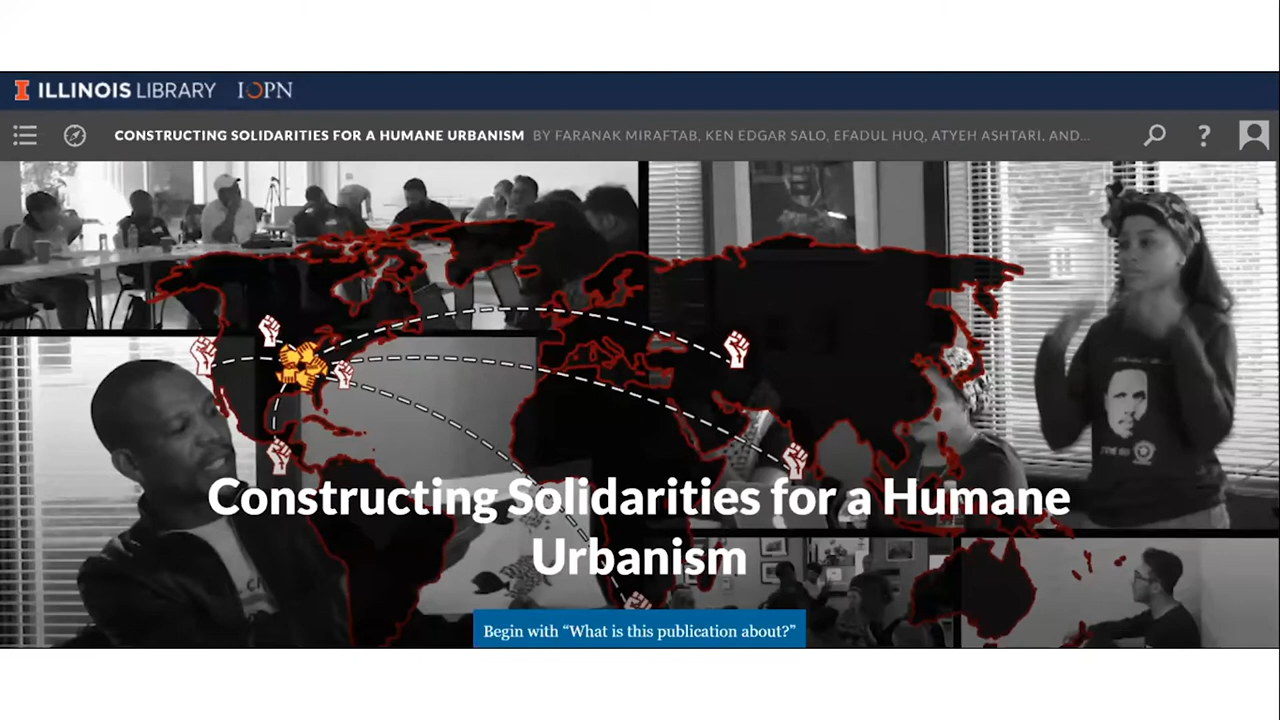 ILLINOIS LIBRARY IOPN
CONSTRUCTING SOLIDARITIES FOR A HUMANE URBANISM BY FARANAK MIRAFTAB, KEN EDGAR SALO, EFADUL HUQ, ATYEH ASHTARI, AND...
?
Constructing Solidarities for a Humane
Urbanism
Begin with “What is this publication about?”